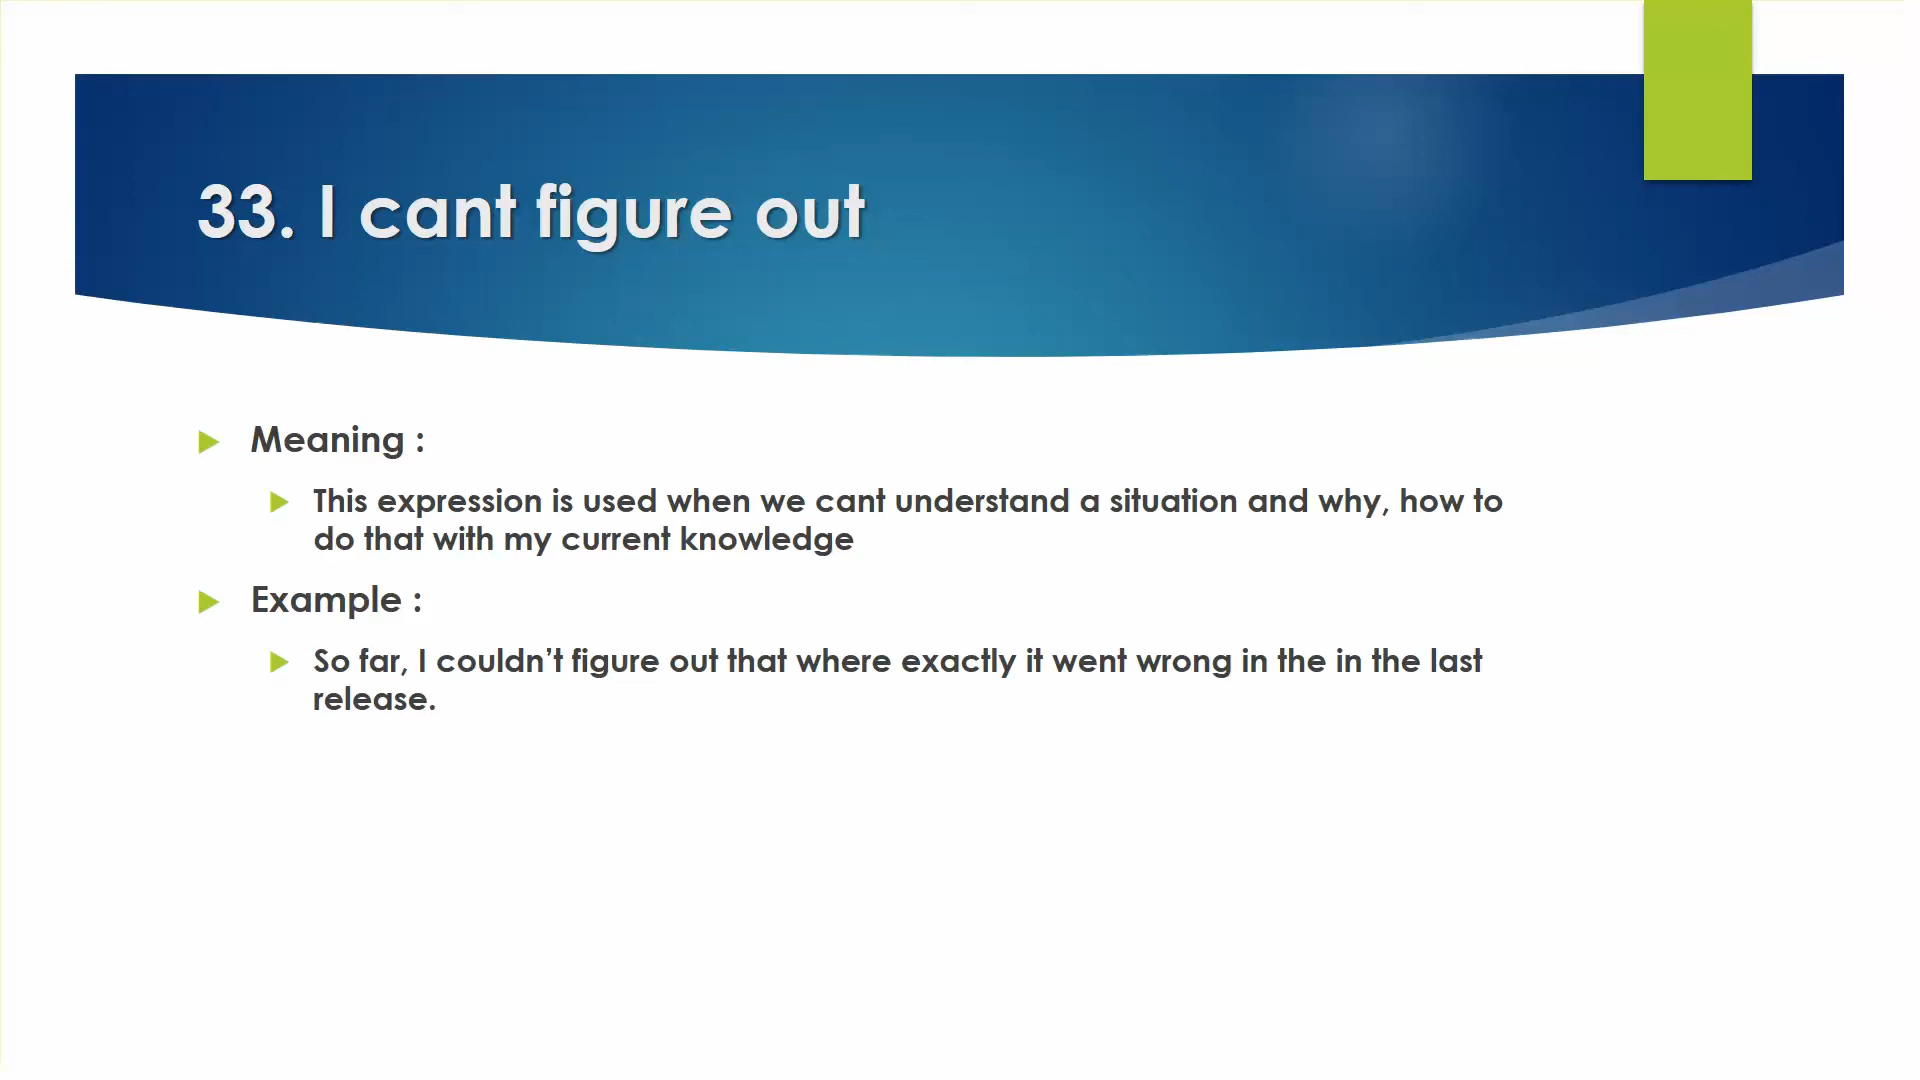 33. I cant figure out
Meaning :
This expression is used when we cant understand a situation and why, how to
do that with my current knowledge
Example :
So far, I couldn’t figure out that where exactly it went wrong in the in the last
release.